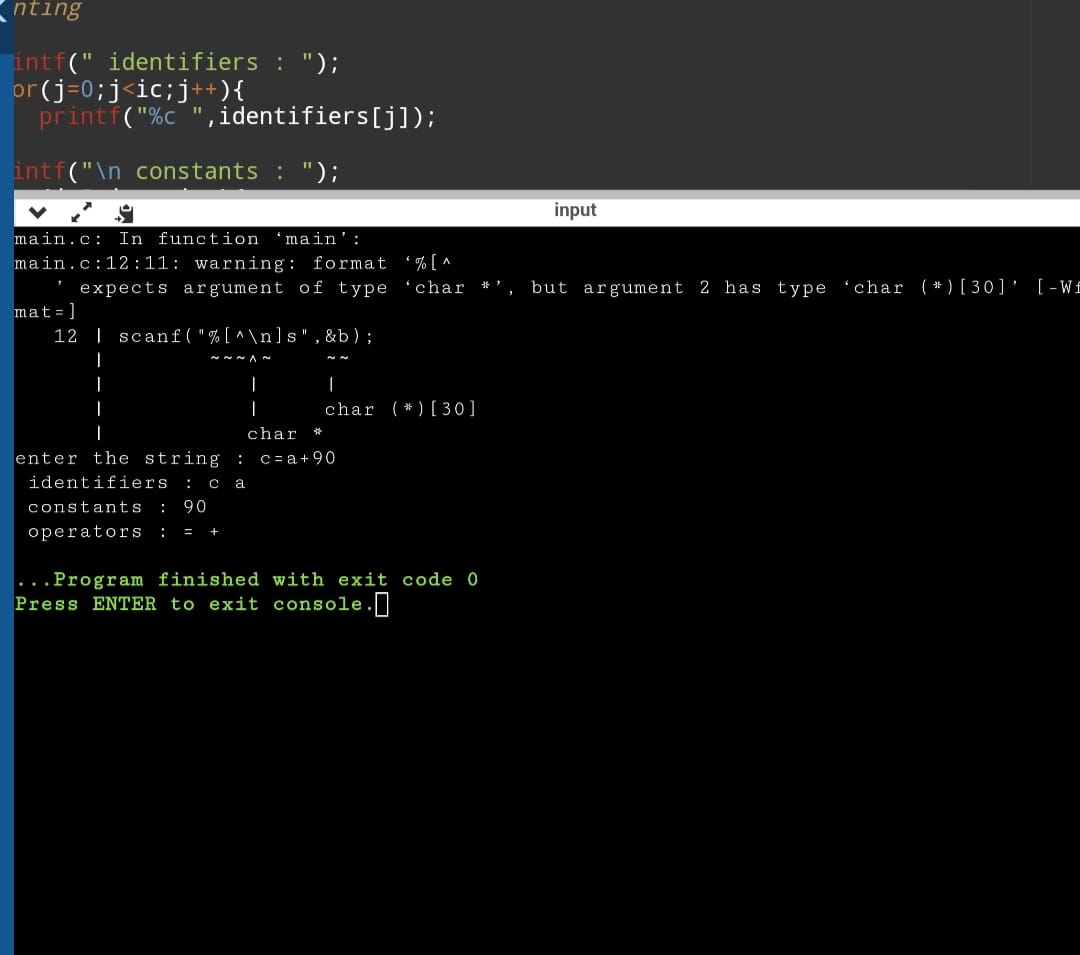 nting
intf(" identifiers : ");
or(j=0;j<ic;j++){
printf("%c ",identifiers[j]);
intf("\n constants : ");
input
main.c: In function ‘main’:
main.c:12:11: warning: format ‘%[^
’ expects argument of type ‘char *’, but argument 2 has type ‘char (*)[30]’ [-Wf
mat=]
12 | scanf("%[^\n]s",&b);
| ~~~^~ ~~
| | |
| | char (*)[30]
| char *
enter the string : c=a+90
identifiers : c a
constants : 90
operators : = +
...Program finished with exit code 0
Press ENTER to exit console.